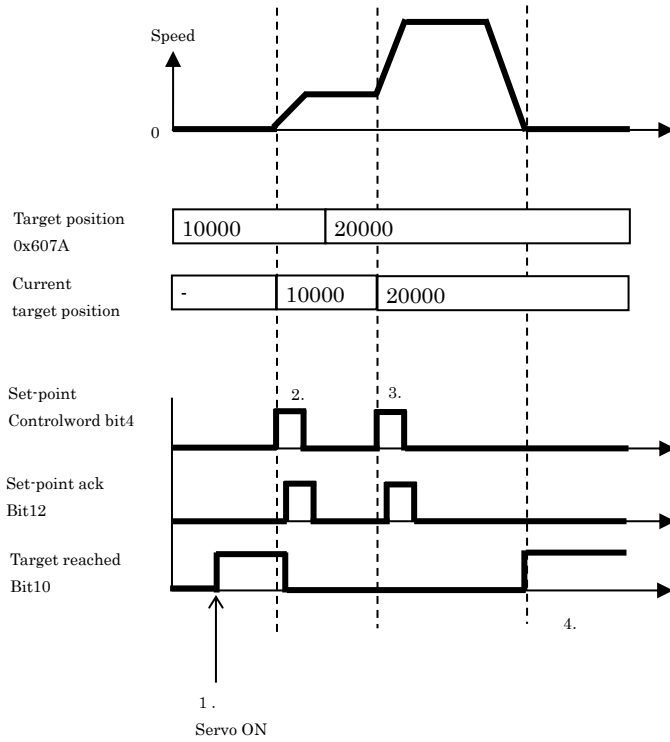 Speed
0
Target position
0x607A
10000
20000
Current
target position
-
10000
20000
Set-point
Controlword bit4
2.
3.
Set-point ack
Bit12
Target reached
Bit10
4.
1 .
Servo ON